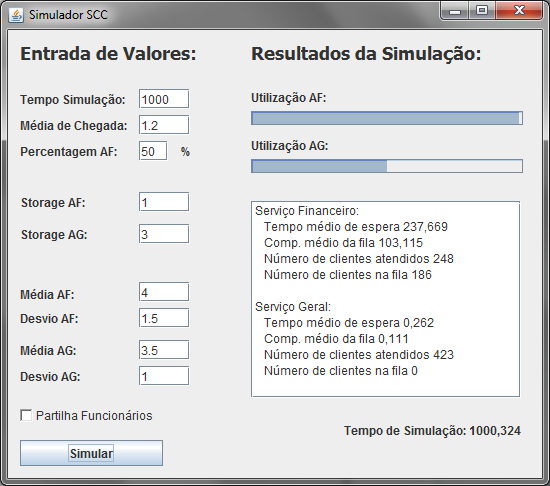 Simulador SCC
Entrada de Valores:
Tempo Simulação: 1000
Média de Chegada: 1.2
Percentagem AF: 50 %
Storage AF: 1
Storage AG: 3
Média AF: 4
Desvio AF: 1.5
Média AG: 3.5
Desvio AG: 1
Partilha Funcionários
Simular
Resultados da Simulação:
Utilização AF:
Utilização AG:
Serviço Financeiro:
Tempo médio de espera 237,669
Comp. médio da fila 103,115
Número de clientes atendidos 248
Número de clientes na fila 186
Serviço Geral:
Tempo médio de espera 0,262
Comp. médio da fila 0,111
Número de clientes atendidos 423
Número de clientes na fila 0
Tempo de Simulação: 1000,324